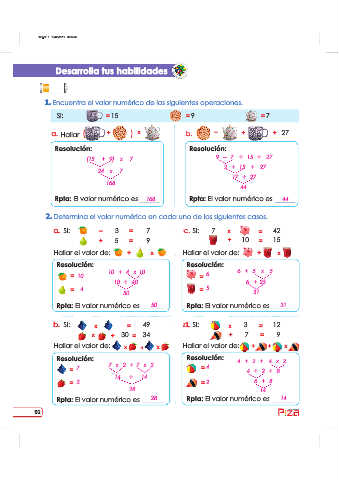 Desarrolla tus habilidades
1. Encuentra el valor numérico de las siguientes operaciones.
Si: = 15 = 9 = 7
a. Hallar ( + ) x
b. - + + 27
Resolución:
(15 + 9) x 7
24 x 7
168
Rpta: El valor numérico es 168
Resolución:
9 - 7 + 15 + 27
2 + 15 + 27
17 + 27
44
Rpta: El valor numérico es 44
2. Determina el valor numérico en cada uno de los siguientes casos.
a. Si: - 3 = 7
+ 5 = 9
Hallar el valor de: + x
Resolución:
= 10
= 4
10 + 4 x 10
10 + 40
50
Rpta: El valor numérico es 50
c. Si: 7 x = 42
+ 10 = 15
Hallar el valor de: + x
Resolución:
= 6
= 5
6 + 5 x 5
6 + 25
31
Rpta: El valor numérico es 31
b. Si: x = 49
x + 30 = 34
Hallar el valor de: x + x
Resolución:
= 7
= 2
7 x 2 + 7 x 2
14 + 14
28
Rpta: El valor numérico es 28
d. Si: x 3 = 12
+ 7 = 9
Hallar el valor de: + + x
Resolución:
= 4
= 2
4 + 2 + 4 x 2
4 + 2 + 8
6 + 8
14
Rpta: El valor numérico es 14